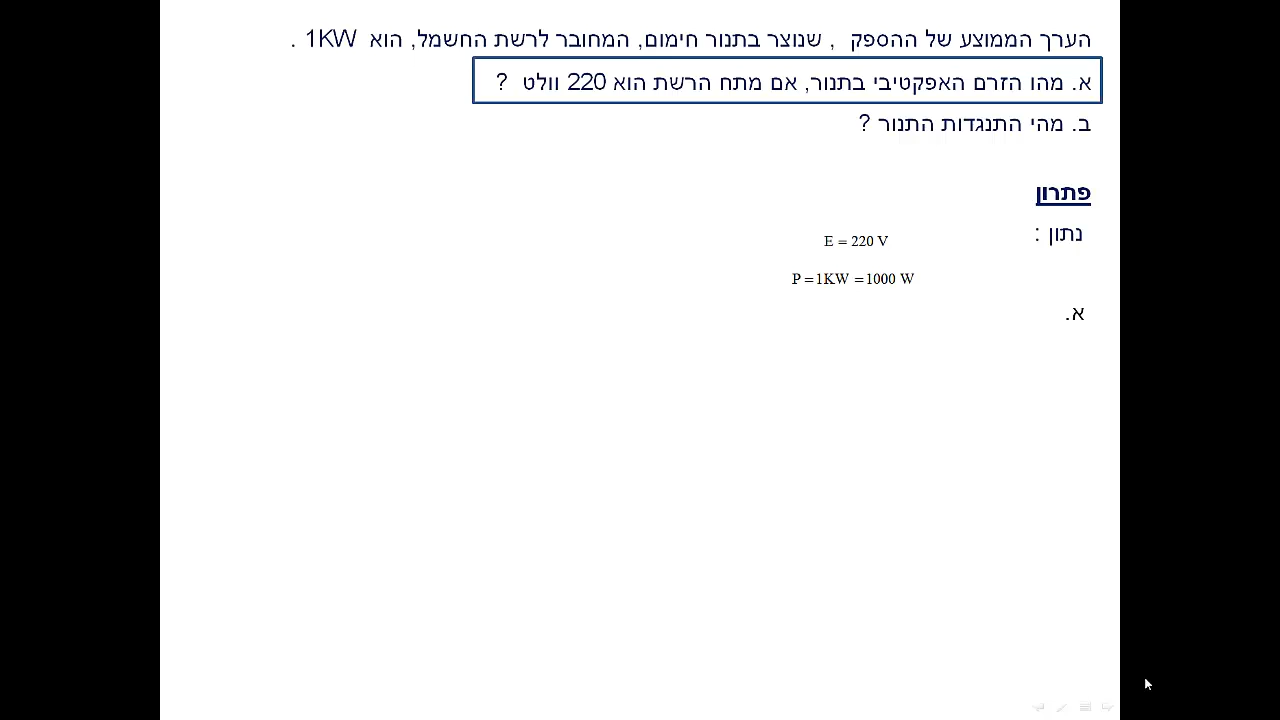 הערך הממוצע של ההספק , שנוצר בתנור חימום, המחובר לרשת החשמל, הוא 1KW .
א. מהו הזרם האפקטיבי בתנור, אם מתח הרשת הוא 220 וולט ?
ב. מהי התנגדות התנור ?
פתרון
נתון :
E = 220 V
P = 1KW = 1000 W
א.